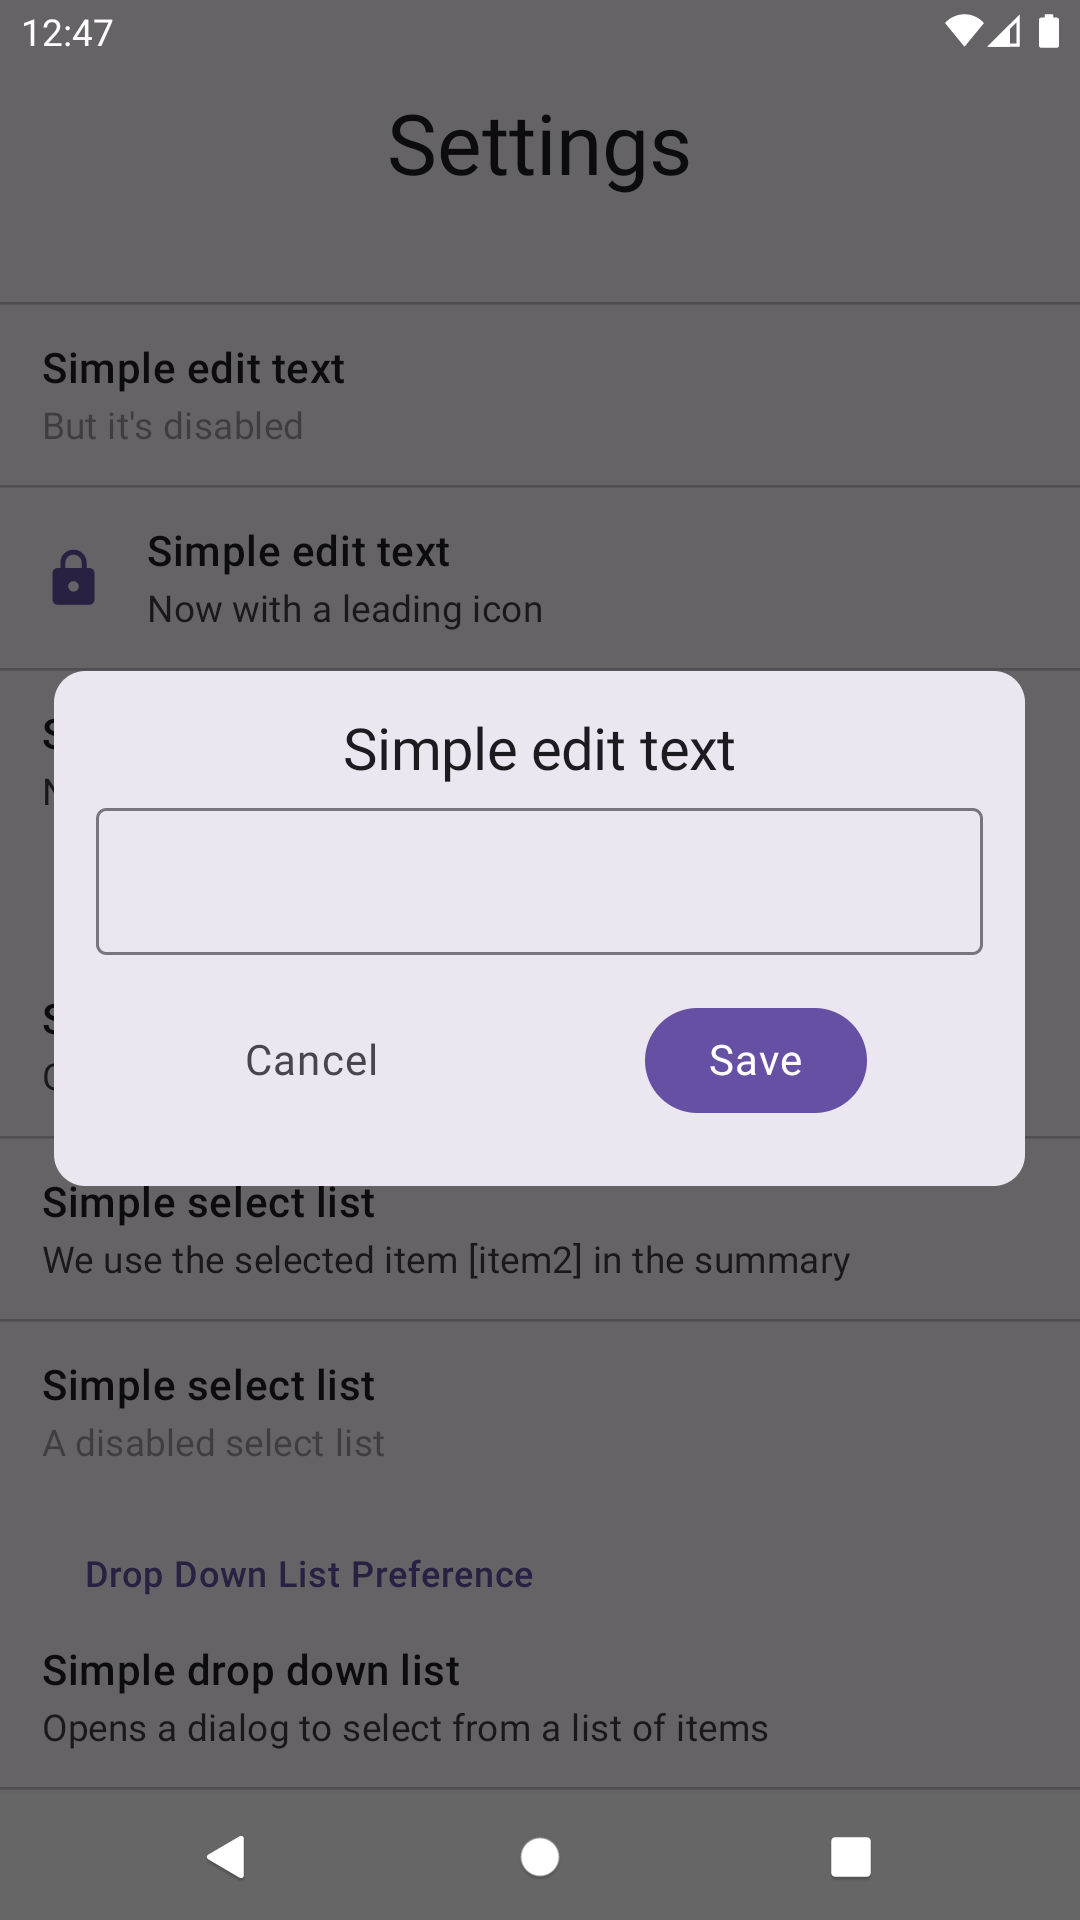 12:47
Settings
Simple edit text
But it's disabled
Simple edit text
Now with a leading icon
Simple edit text
Cancel
Save
Simple select list
We use the selected item [item2] in the summary
Simple select list
A disabled select list
Drop Down List Preference
Simple drop down list
Opens a dialog to select from a list of items